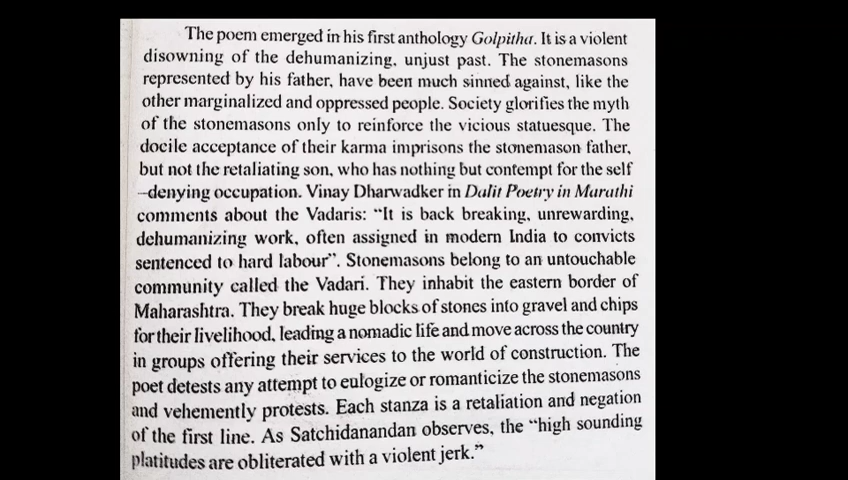 The poem emerged in his first anthology Golpitha. It is a violent
disowning of the dehumanizing, unjust past. The stonemasons
represented by his father, have been much sinned against, like the
other marginalized and oppressed people. Society glorifies the myth
of the stonemasons only to reinforce the vicious statuesque. The
docile acceptance of their karma imprisons the stonemason father,
but not the retaliating son, who has nothing but contempt for the self
–denying occupation. Vinay Dharwadker in Dalit Poetry in Marathi
comments about the Vadaris: “It is back breaking, unrewarding,
dehumanizing work, often assigned in modern India to convicts
sentenced to hard labour”. Stonemasons belong to an untouchable
community called the Vadari. They inhabit the eastern border of
Maharashtra. They break huge blocks of stones into gravel and chips
for their livelihood, leading a nomadic life and move across the country
in groups offering their services to the world of construction. The
poet detests any attempt to eulogize or romanticize the stonemasons
and vehemently protests. Each stanza is a retaliation and negation
of the first line. As Satchidanandan observes, the “high sounding
platitudes are obliterated with a violent jerk.”